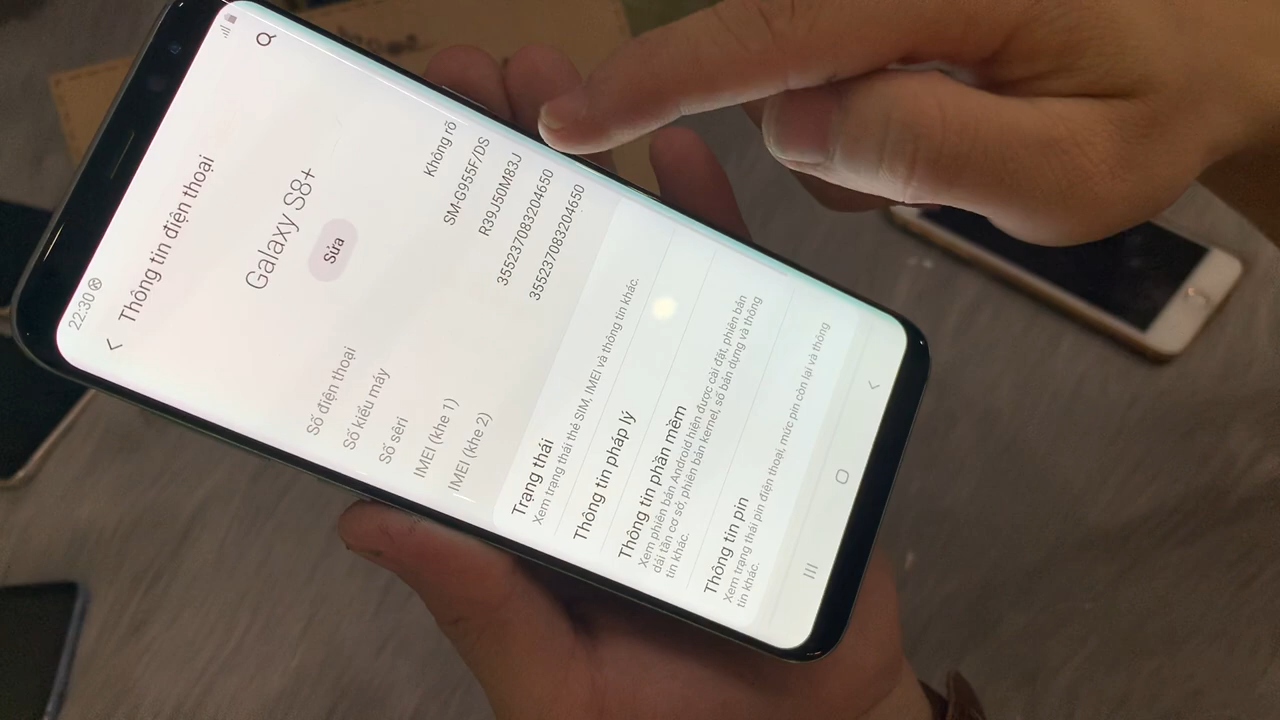 22:30
Thông tin điện thoại
Galaxy S8+
Sửa
Số điện thoại Không rõ
Số kiểu máy SM-G955F/DS
Số sêri R39J50M83J
IMEI (khe 1) 355237083204650
IMEI (khe 2) 355237083204650
Trạng thái
Xem trạng thái thẻ SIM, IMEI và thông tin khác.
Thông tin pháp lý
Thông tin phần mềm
Xem phiên bản Android hiện được cài đặt, phiên bản
dải tần cơ sở, phiên bản kernel, số bản dựng và thông
tin khác.
Thông tin pin
Xem trạng thái pin điện thoại, mức pin còn lại và thông
tin khác.